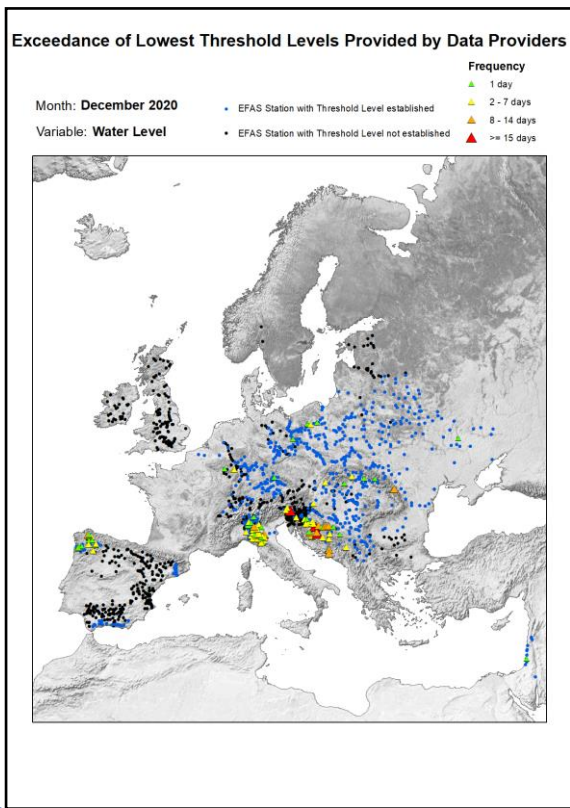 Exceedance of Lowest Threshold Levels Provided by Data Providers
Frequency
1 day
2 - 7 days
8 - 14 days
>= 15 days
Month: December 2020
EFAS Station with Threshold Level established
Variable: Water Level
EFAS Station with Threshold Level not established